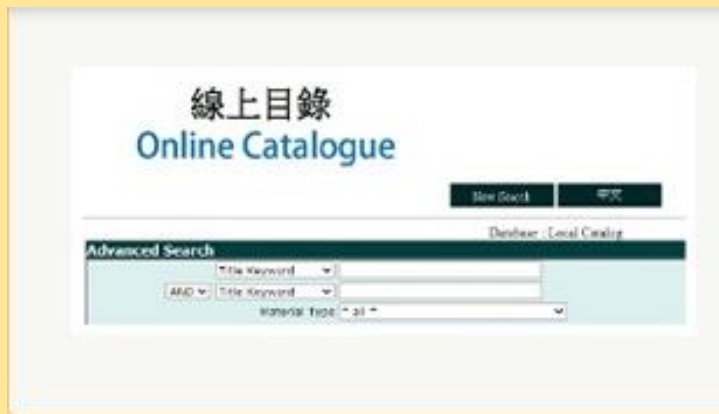 線上目錄
Online Catalogue
New Search 中文
Database : Local Catalog
Advanced Search
Title Keyword
AND Title Keyword
Material Type * all *